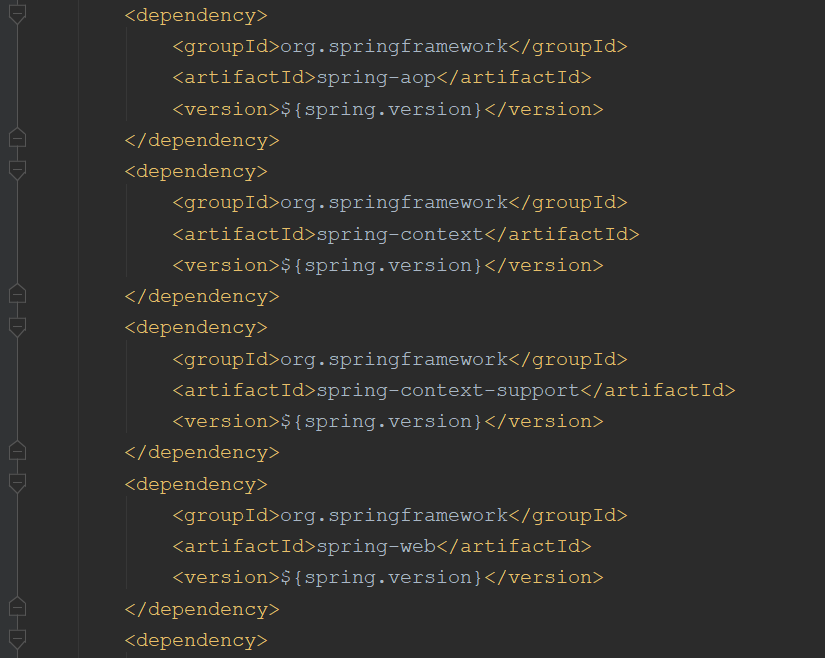 <dependency>
<groupId>org.springframework</groupId>
<artifactId>spring-aop</artifactId>
<version>${spring.version}</version>
</dependency>
<dependency>
<groupId>org.springframework</groupId>
<artifactId>spring-context</artifactId>
<version>${spring.version}</version>
</dependency>
<dependency>
<groupId>org.springframework</groupId>
<artifactId>spring-context-support</artifactId>
<version>${spring.version}</version>
</dependency>
<dependency>
<groupId>org.springframework</groupId>
<artifactId>spring-web</artifactId>
<version>${spring.version}</version>
</dependency>
<dependency>